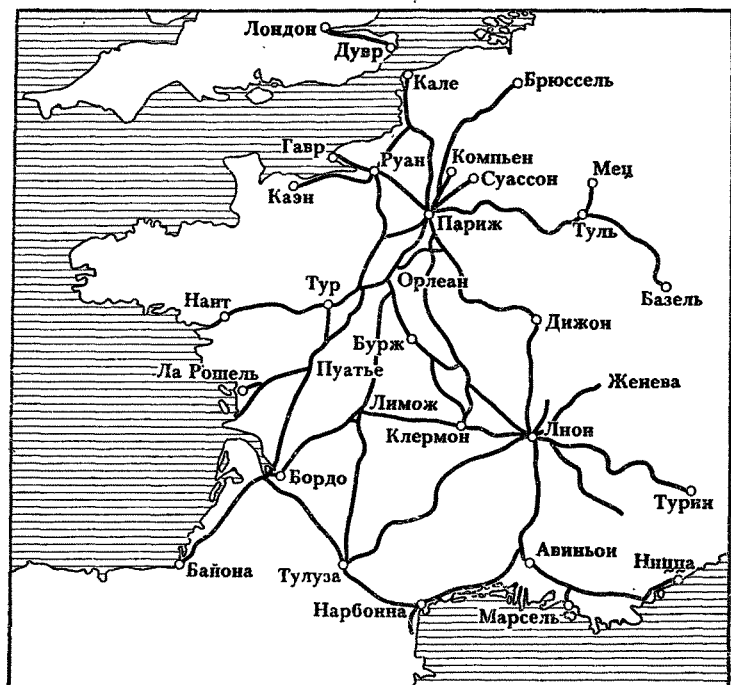 Лондон
Дувр
Кале
Брюссель
Гавр
Руан
Компьен
Суассон
Мец
Каэн
Париж
Туль
Орлеан
Базель
Нант
Тур
Дижон
Бурж
Ла Рошель
Пуатье
Женева
Лимож
Клермон
Лион
Бордо
Турин
Байона
Тулуза
Авиньон
Ницца
Нарбонна
Марсель